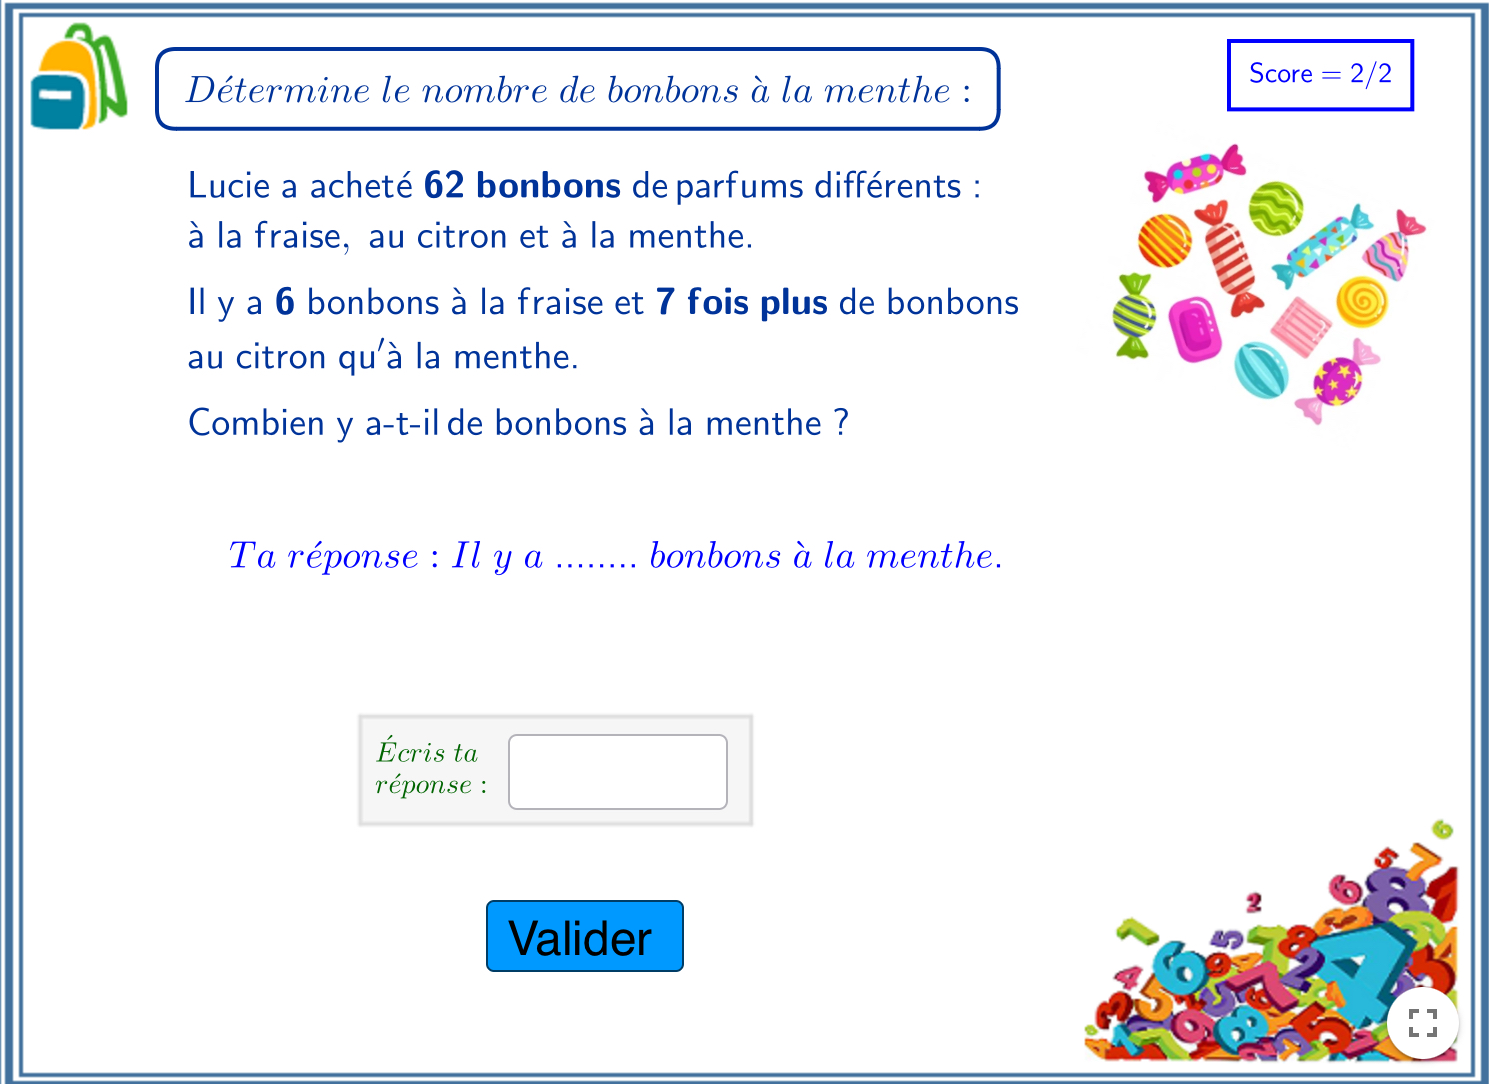 Détermine le nombre de bonbons à la menthe :
Score = 2/2
Lucie a acheté 62 bonbons de parfums différents :
à la fraise, au citron et à la menthe.
Il y a 6 bonbons à la fraise et 7 fois plus de bonbons
au citron qu'à la menthe.
Combien y a-t-il de bonbons à la menthe ?
Ta réponse : Il y a ........ bonbons à la menthe.
Écris ta
réponse :
Valider